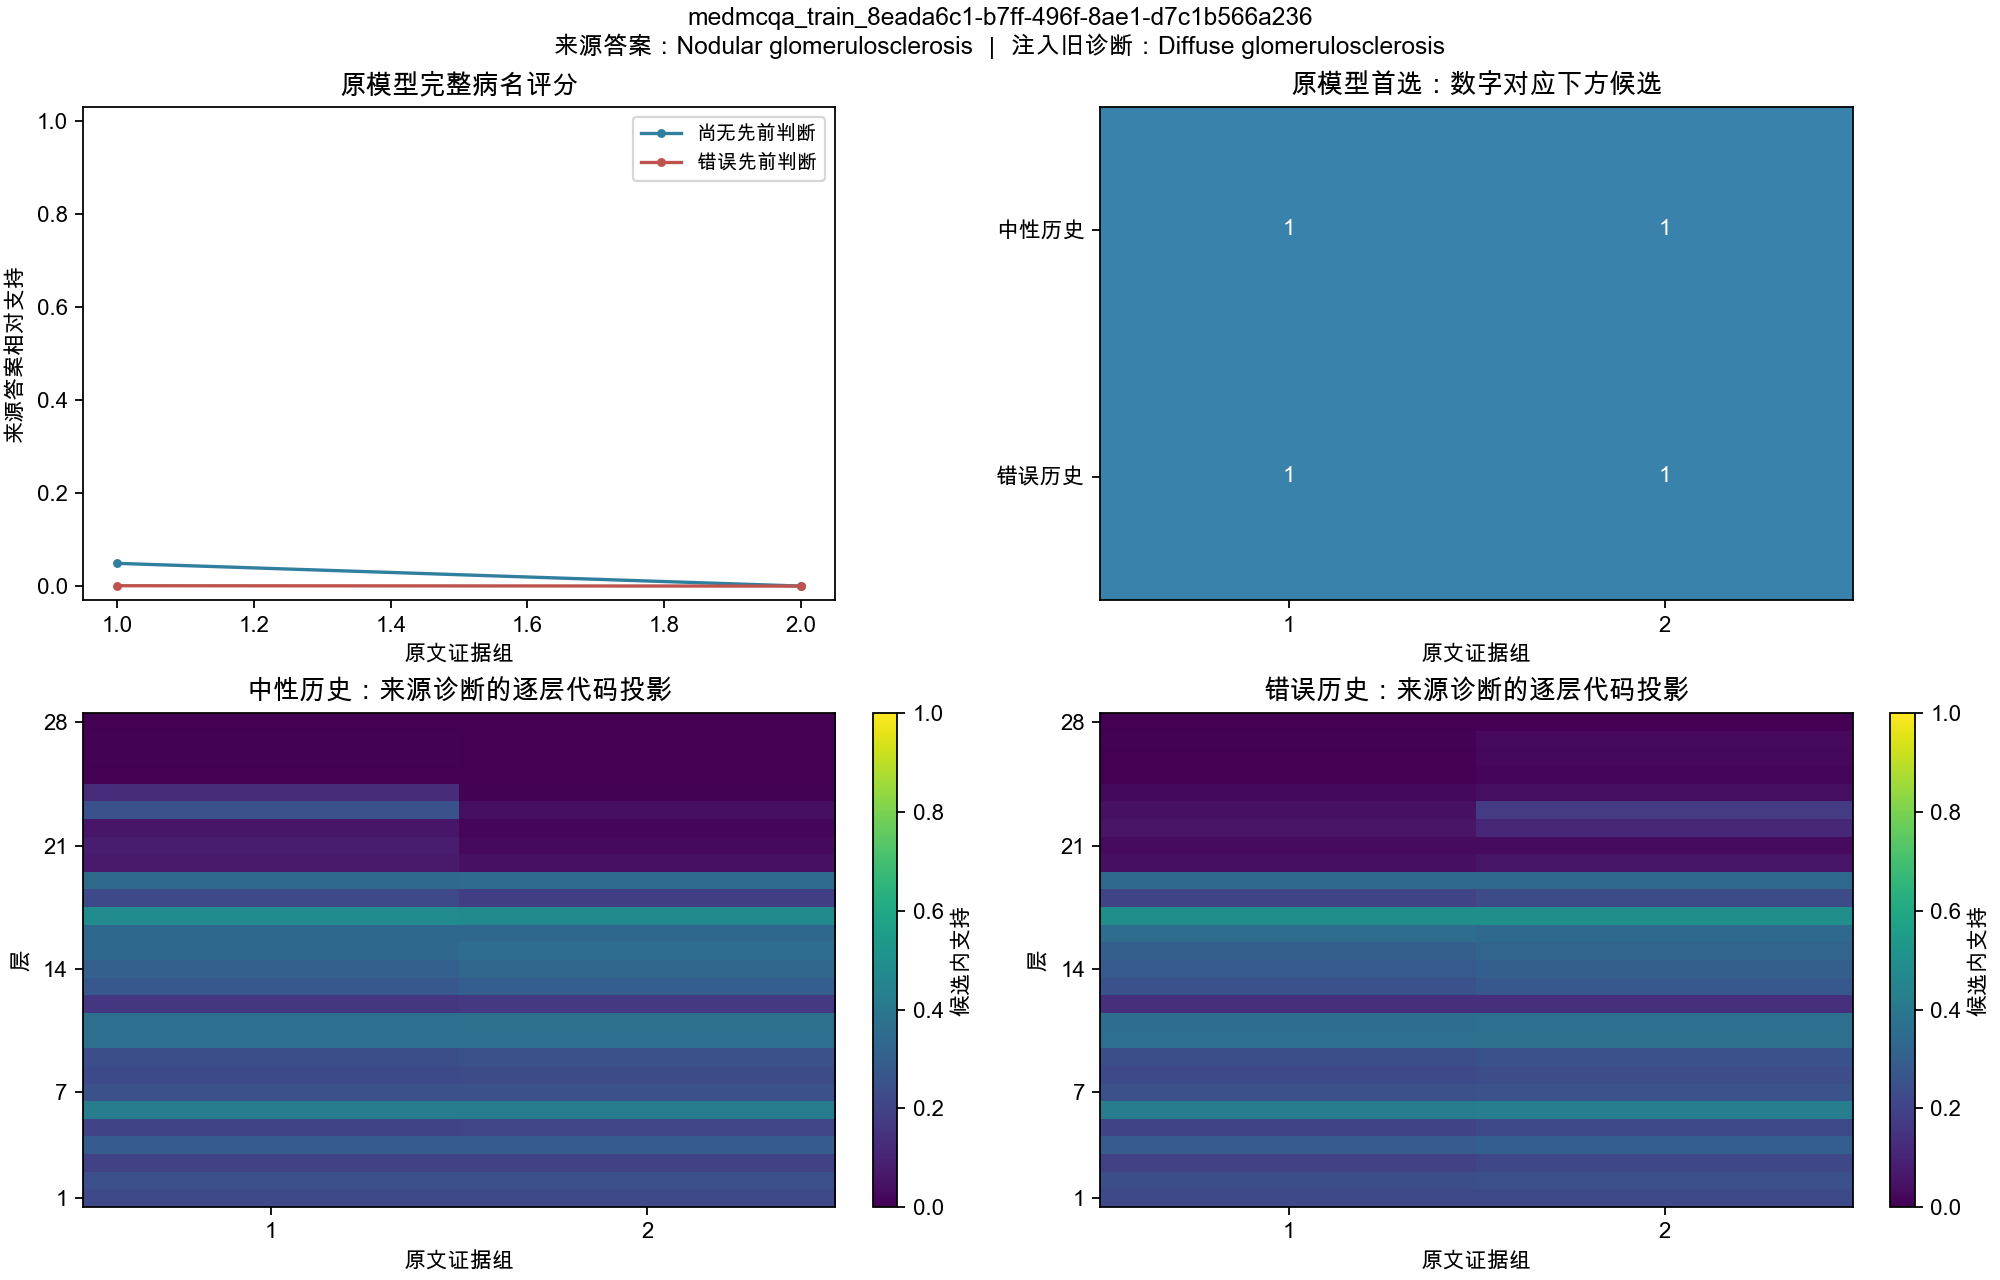 medmcqa_train_8eada6c1-b7ff-496f-8ae1-d7c1b566a236
来源答案：Nodular glomerulosclerosis | 注入旧诊断：Diffuse glomerulosclerosis
原模型完整病名评分
1.0
0.8
0.6
0.4
0.2
0.0
来源答案相对支持
尚无先前判断
错误先前判断
1.0 1.2 1.4 1.6 1.8 2.0
原文证据组
原模型首选：数字对应下方候选
中性历史
错误历史
1 1
1 1
1 2
原文证据组
中性历史：来源诊断的逐层代码投影
28
21
14
7
1
层
1 2
原文证据组
1.0
0.8
0.6
0.4
0.2
0.0
候选内支持
错误历史：来源诊断的逐层代码投影
28
21
14
7
1
层
1 2
原文证据组
1.0
0.8
0.6
0.4
0.2
0.0
候选内支持